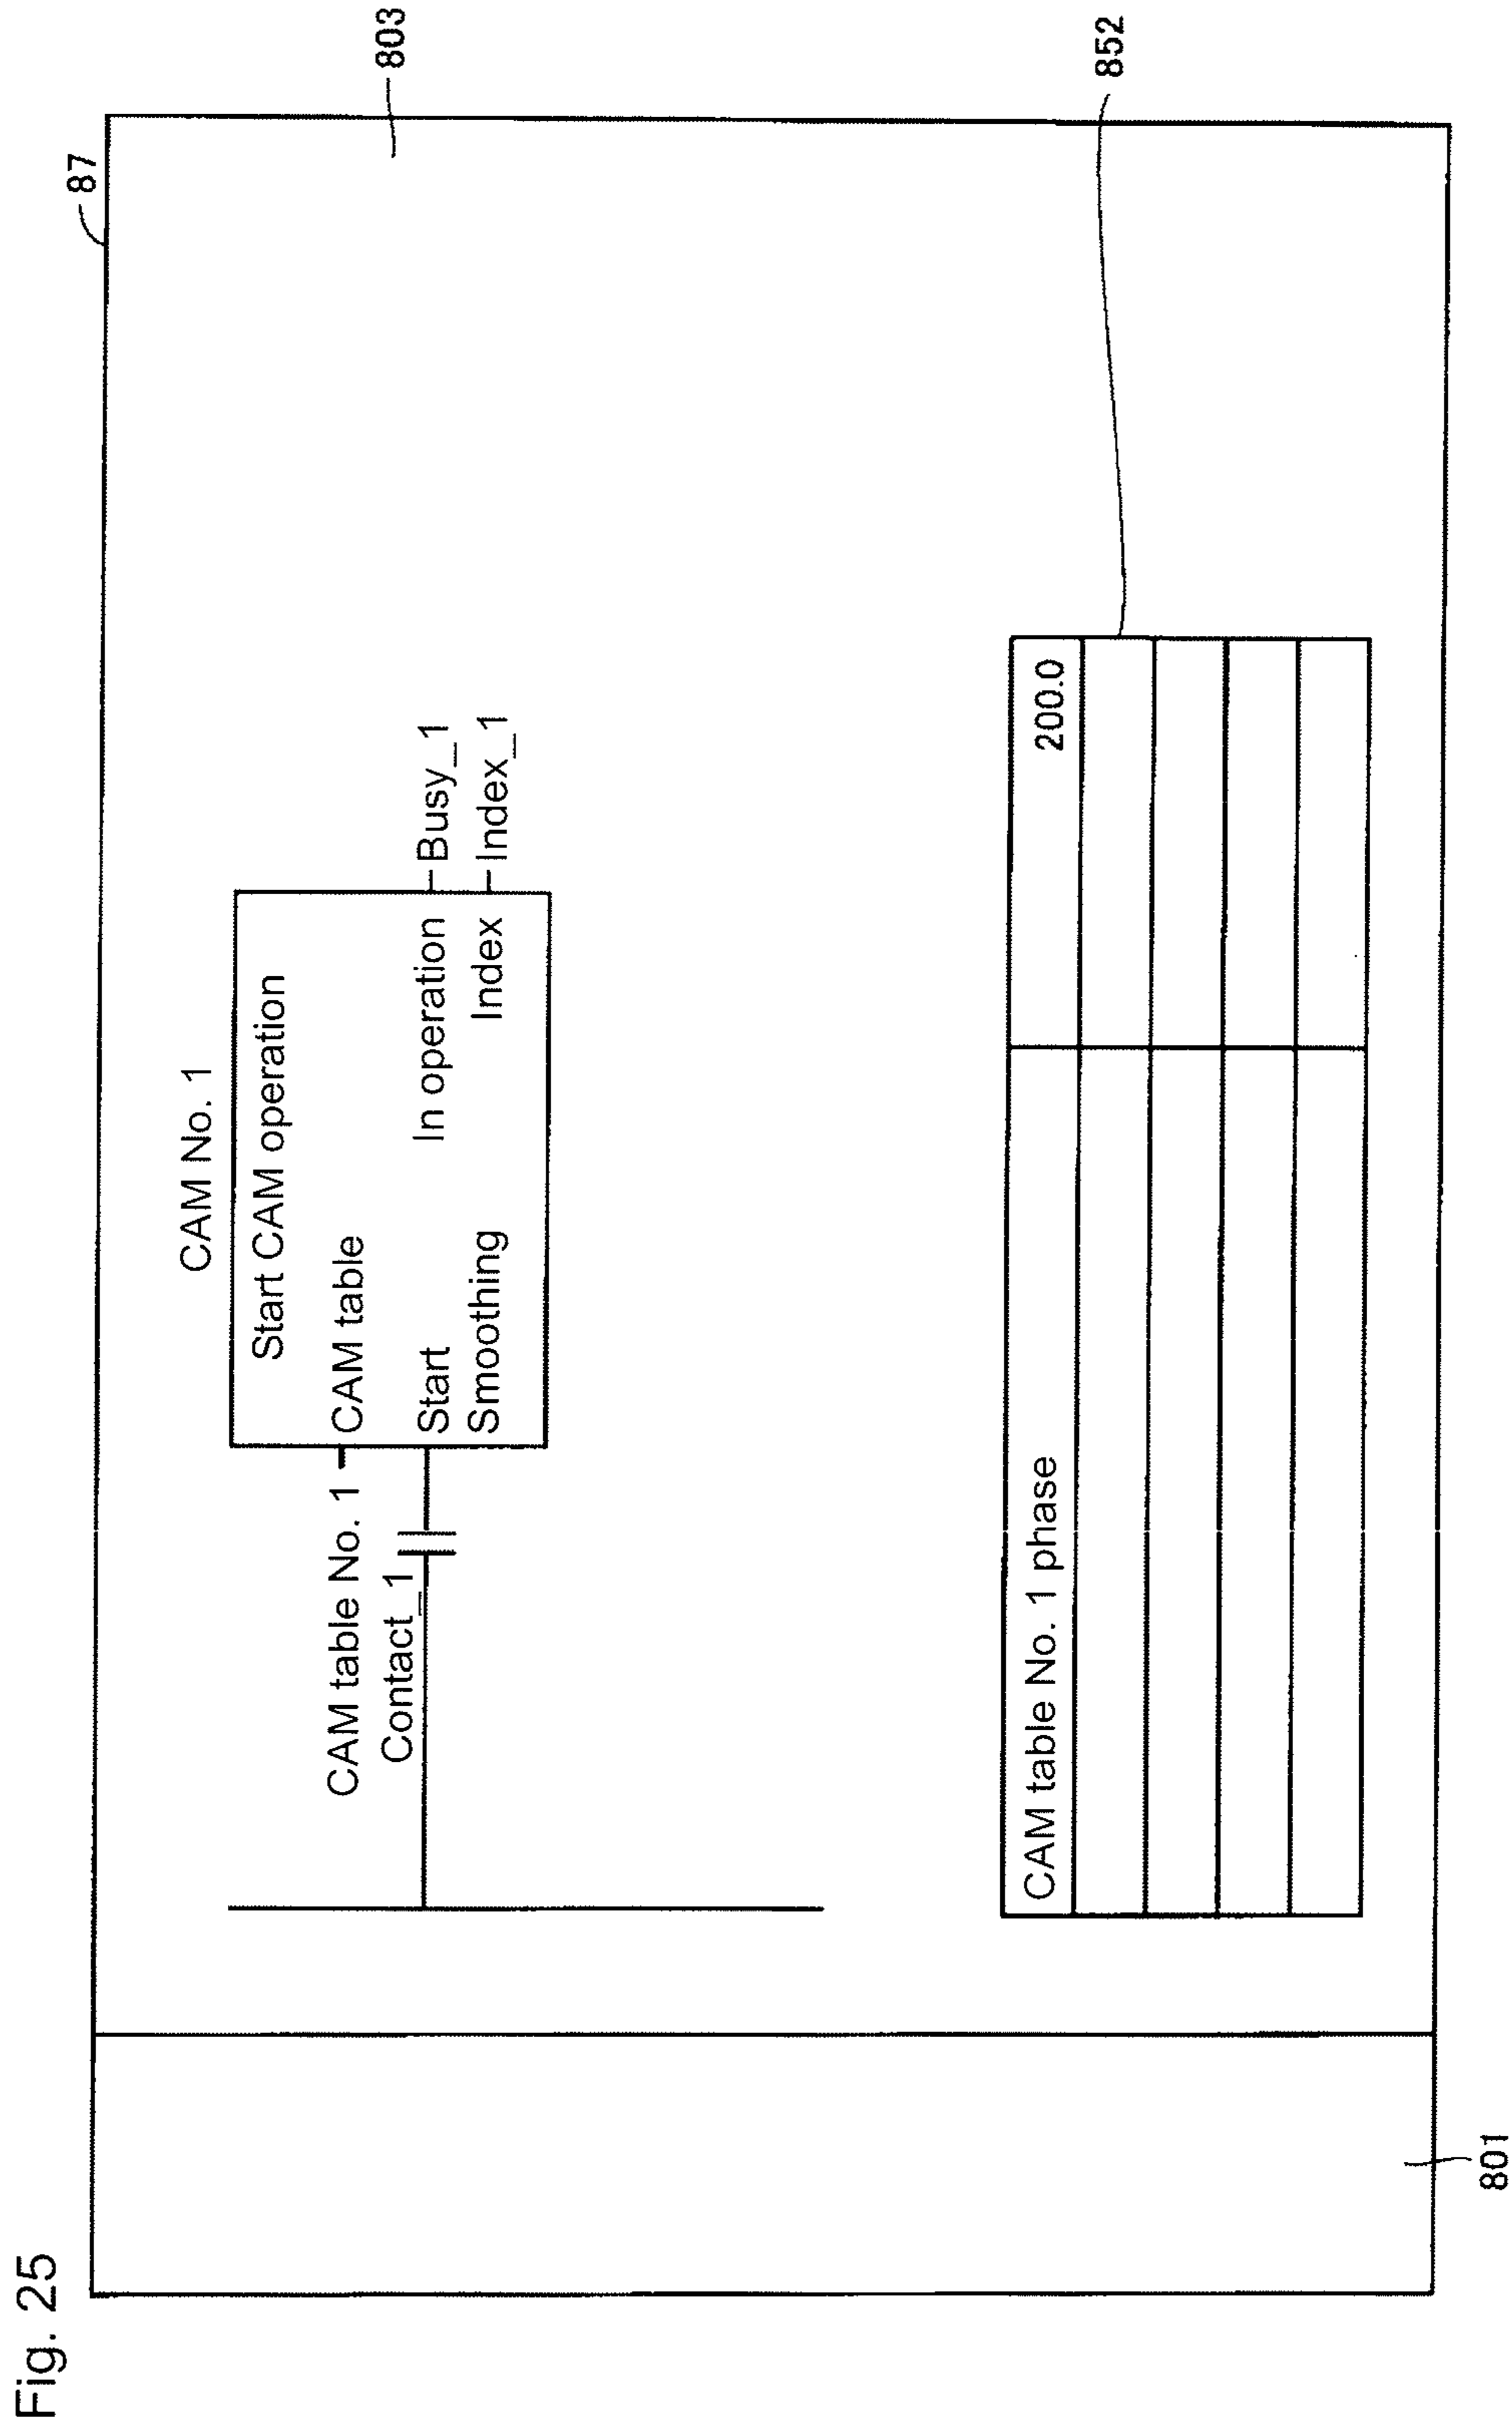 Fig. 25
87
803
CAM No. 1
Start CAM operation
CAM table No. 1
CAM table
Contact_1
Start
In operation
Busy_1
Smoothing
Index
Index_1
852
CAM table No. 1 phase
200.0
801